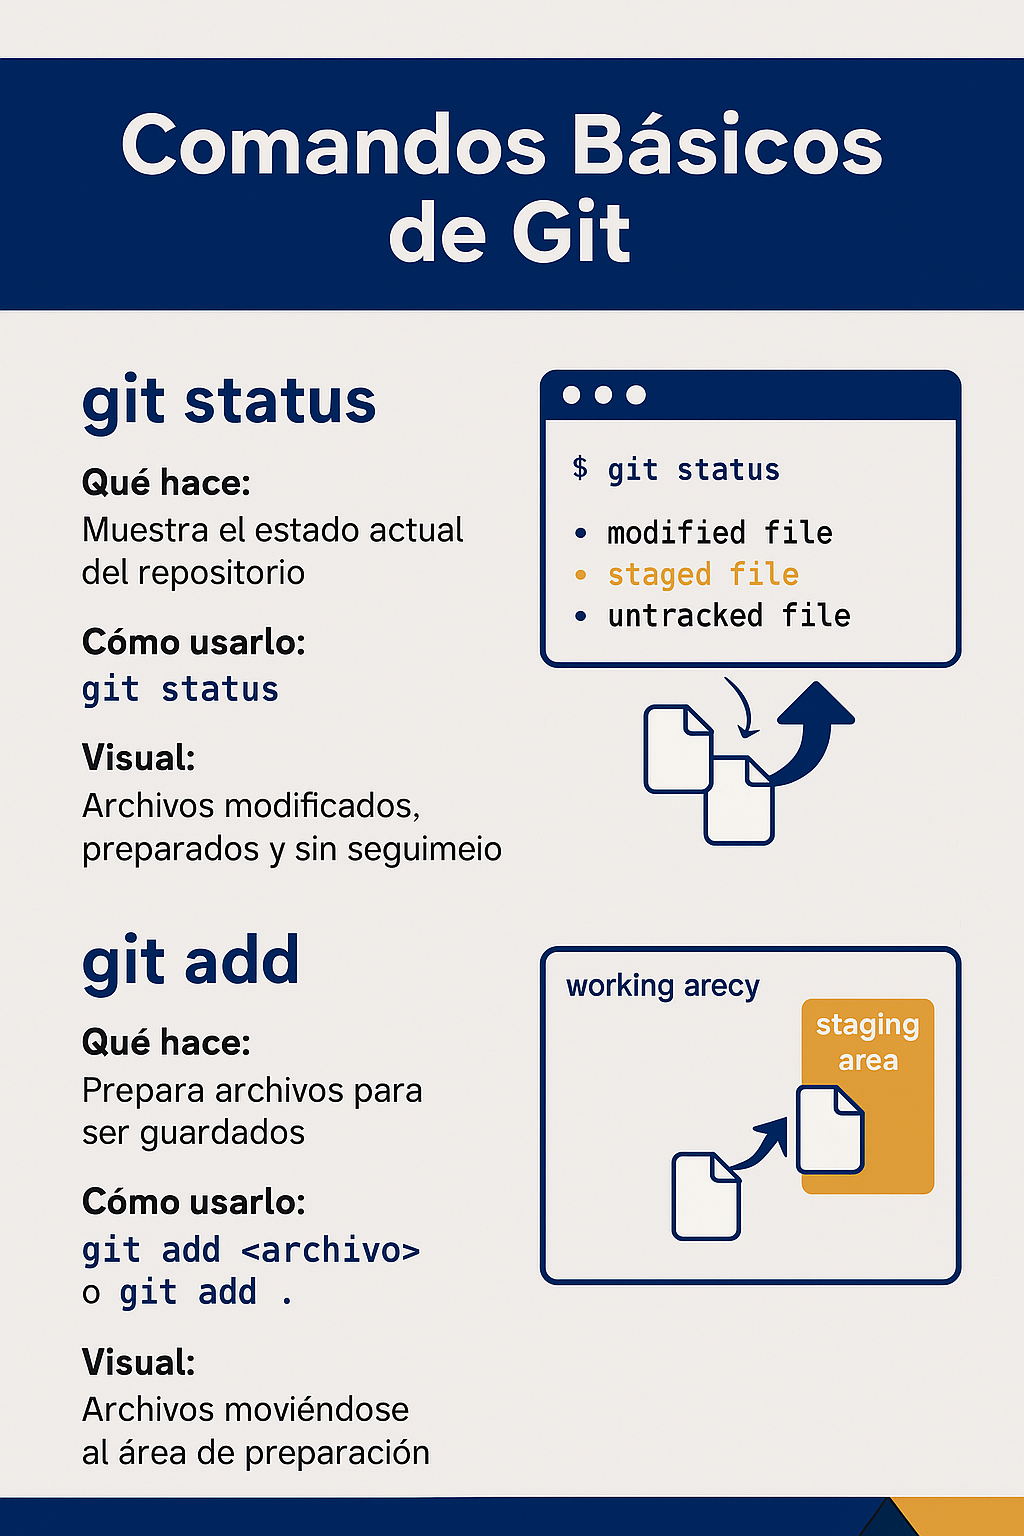 Comandos Básicos
de Git
git status
Qué hace:
Muestra el estado actual
del repositorio
Cómo usarlo:
git status
Visual:
Archivos modificados,
preparados y sin seguimeio
$ git status
• modified file
• staged file
• untracked file
git add
Qué hace:
Prepara archivos para
ser guardados
Cómo usarlo:
git add <archivo>
o git add .
Visual:
Archivos moviéndose
al área de preparación
working arecy
staging
area